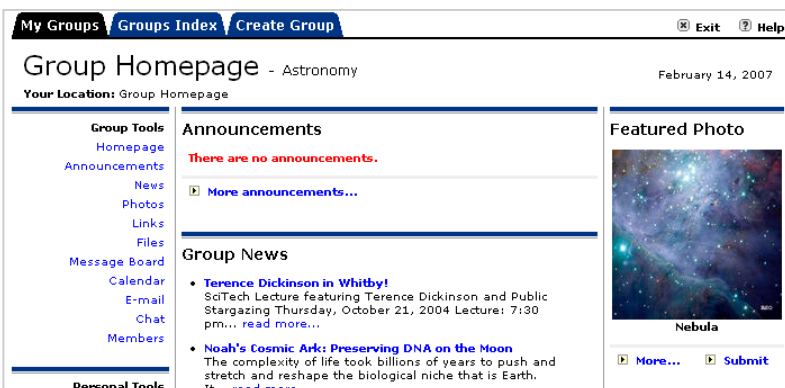 My Groups Groups Index Create Group Exit Help
Group Homepage - Astronomy
February 14, 2007
Your Location: Group Homepage
Group Tools
Homepage
Announcements
News
Photos
Links
Files
Message Board
Calendar
E-mail
Chat
Members
Personal Tools
Announcements
There are no announcements.
More announcements...
Group News
Terence Dickinson in Whitby!
SciTech Lecture featuring Terence Dickinson and Public
Stargazing Thursday, October 21, 2004 Lecture: 7:30
pm... read more...
Noah's Cosmic Ark: Preserving DNA on the Moon
The complexity of life took billions of years to push and
stretch and reshape the biological niche that is Earth.
It... read more...
Featured Photo
Nebula
More... Submit